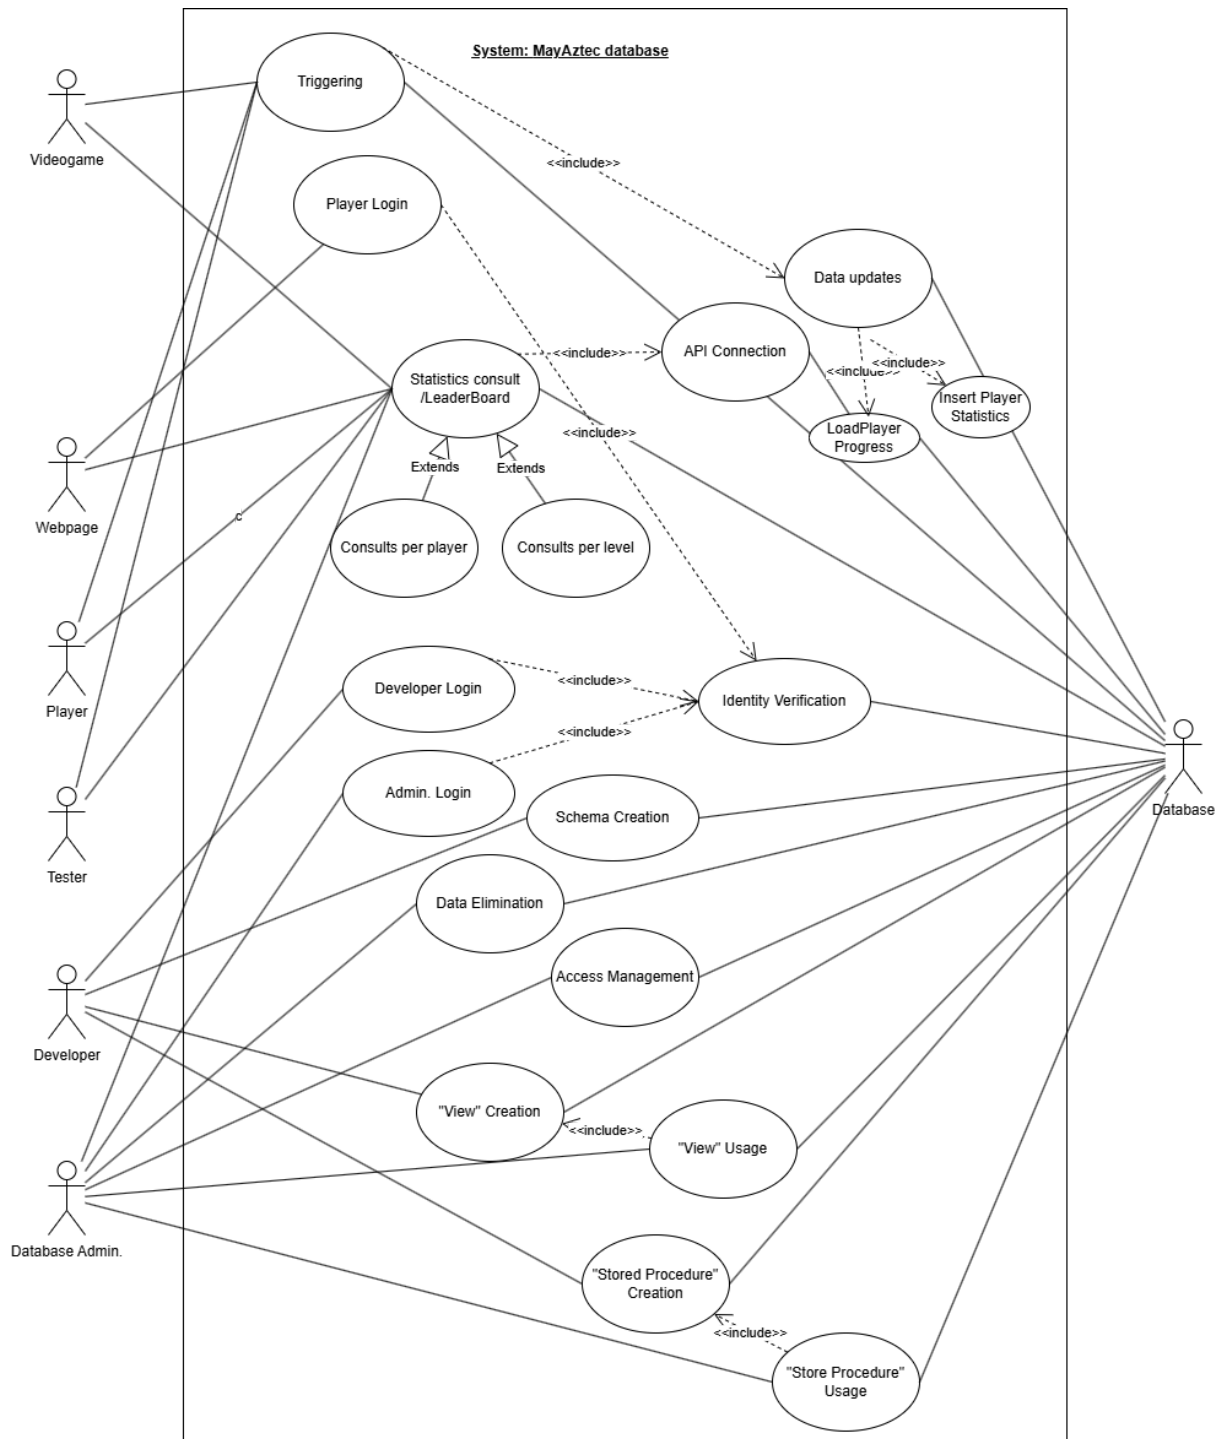 System: MayAztec database
Triggering
Videogame
<<include>>
Player Login
Data updates
API Connection
<<include>>
<<include>>
<<include>>
Statistics consult
/LeaderBoard
Insert Player
Statistics
LoadPlayer
Progress
<<include>>
Extends
Extends
Webpage
c
Consults per player
Consults per level
Player
Developer Login
<<include>>
Identity Verification
<<include>>
Admin. Login
Schema Creation
Database
Tester
Data Elimination
Access Management
Developer
"View" Creation
<<include>>
"View" Usage
Database Admin.
"Stored Procedure"
Creation
<<include>>
"Store Procedure"
Usage